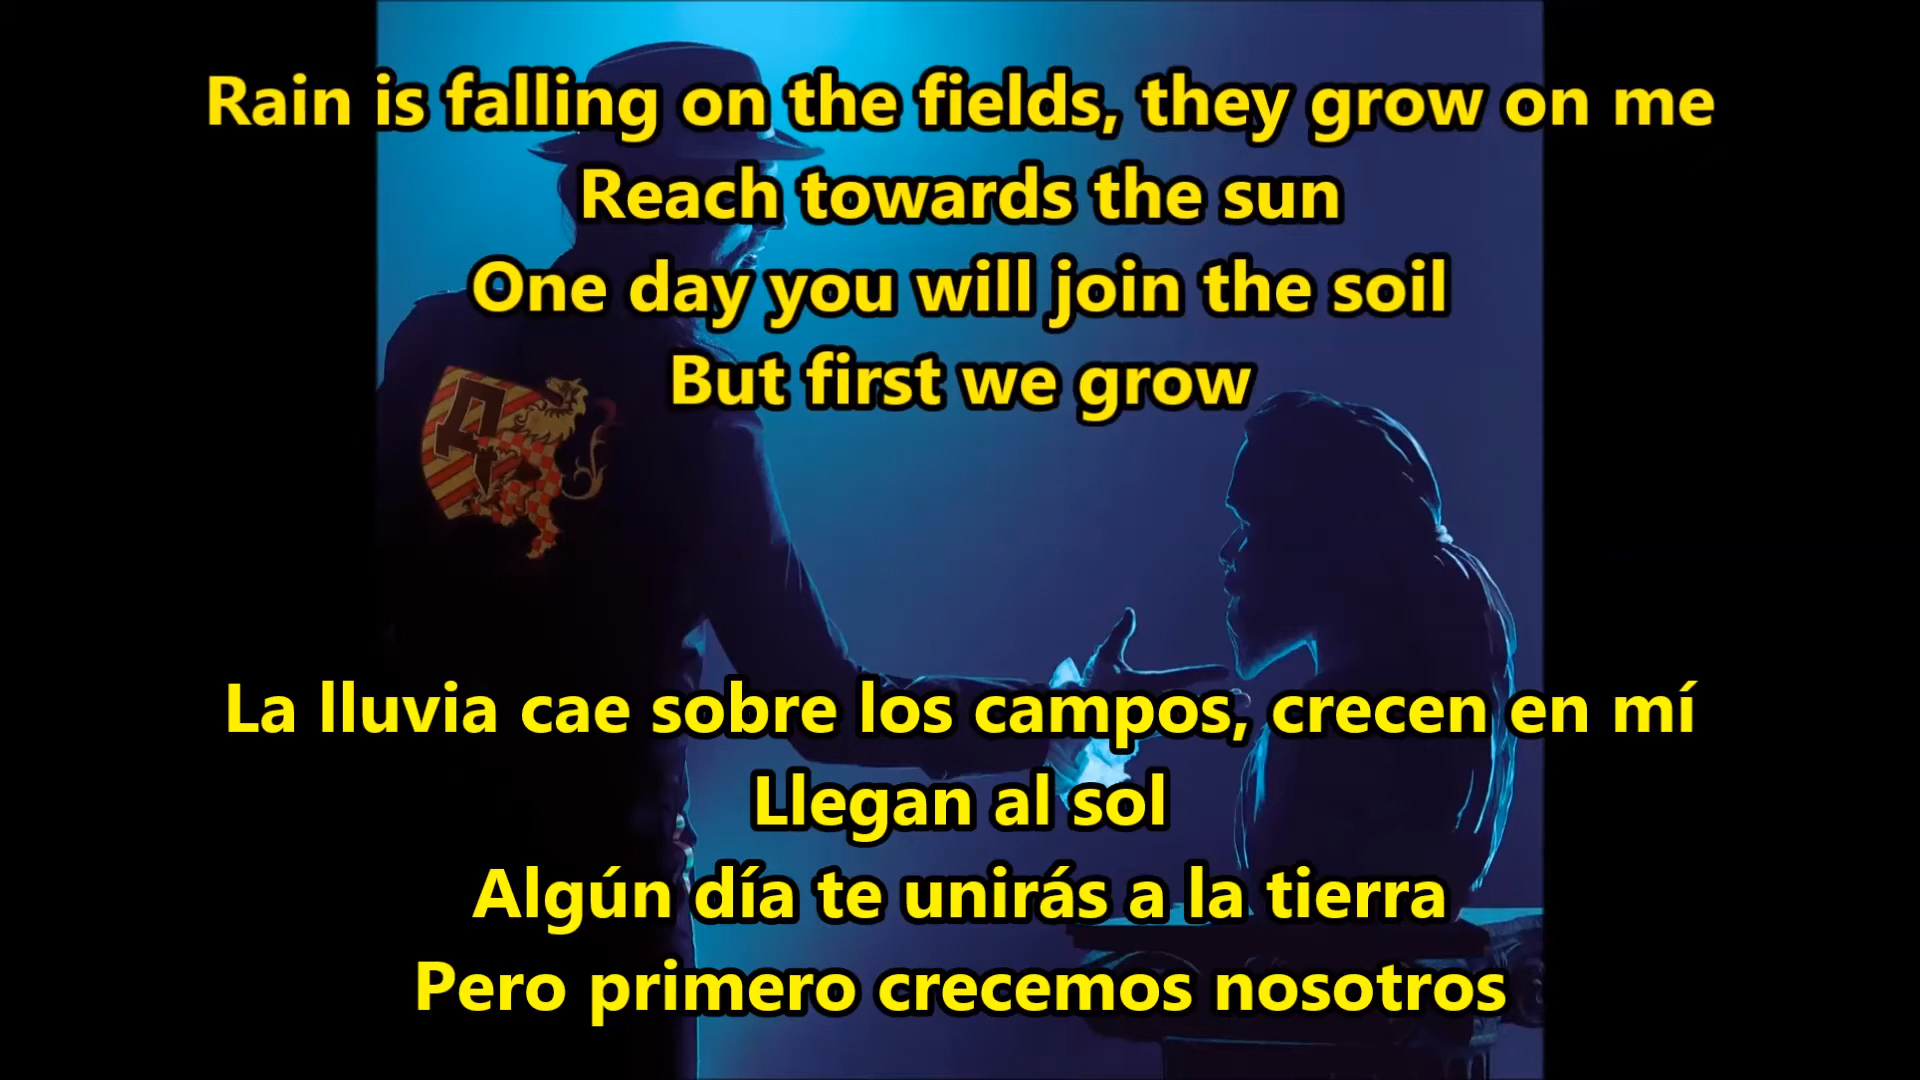 Rain is falling on the fields, they grow on me
Reach towards the sun
One day you will join the soil
But first we grow
La lluvia cae sobre los campos, crecen en mí
Llegan al sol
Algún día te unirás a la tierra
Pero primero crecemos nosotros